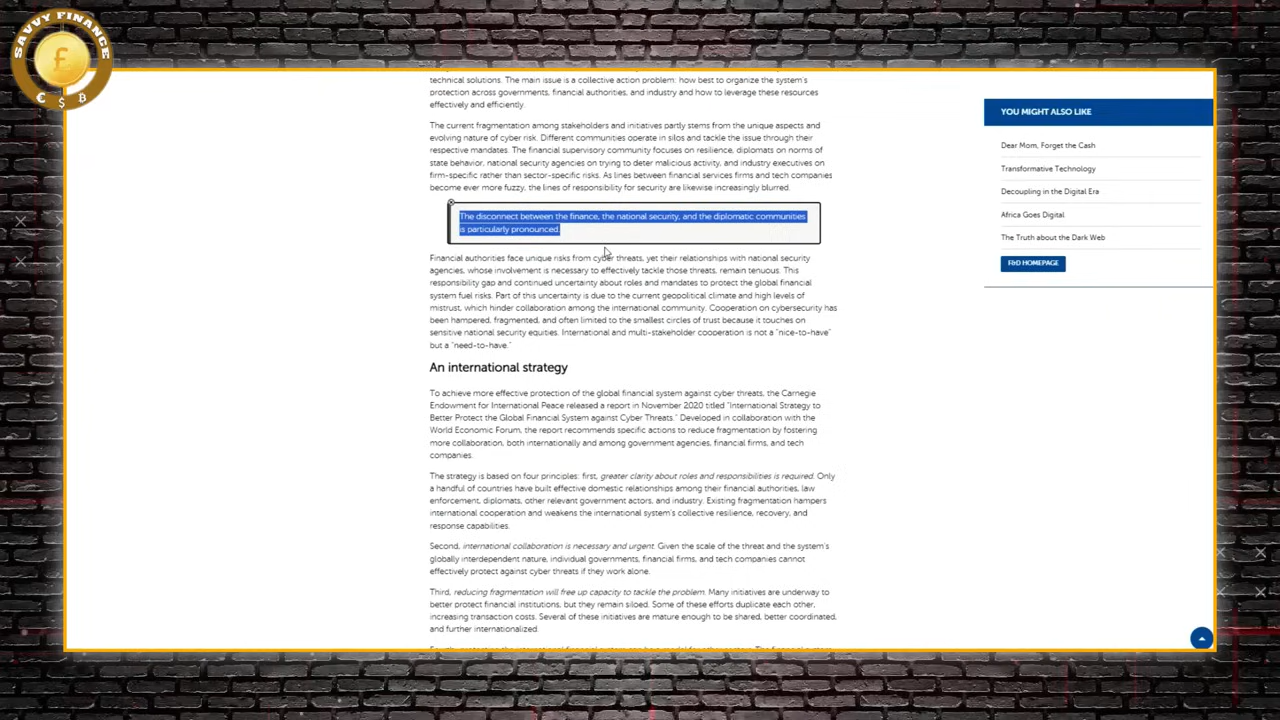 SAVVY FINANCE
£
€ $ B
technical solutions. The main issue is a collective action problem: how best to organize the system's
protection across governments, financial authorities, and industry and how to leverage these resources
effectively and efficiently.
The current fragmentation among stakeholders and initiatives partly stems from the unique aspects and
evolving nature of cyber risk. Different communities operate in silos and tackle the issue through their
respective mandates. The financial supervisory community focuses on resilience, diplomats on norms of
state behavior, national security agencies on trying to deter malicious activity, and industry executives on
firm-specific rather than sector-specific risks. As lines between financial services firms and tech companies
become ever more fuzzy, the lines of responsibility for security are likewise increasingly blurred.
The disconnect between the finance, the national security, and the diplomatic communities
is particularly pronounced.
Financial authorities face unique risks from cyber threats, yet their relationships with national security
agencies, whose involvement is necessary to effectively tackle those threats, remain tenuous. This
responsibility gap and continued uncertainty about roles and mandates to protect the global financial
system fuel risks. Part of this uncertainty is due to the current geopolitical climate and high levels of
mistrust, which hinder collaboration among the international community. Cooperation on cybersecurity has
been hampered, fragmented, and often limited to the smallest circles of trust because it touches on
sensitive national security equities. International and multi-stakeholder cooperation is not a "nice-to-have"
but a "need-to-have."
An international strategy
To achieve more effective protection of the global financial system against cyber threats, the Carnegie
Endowment for International Peace released a report in November 2020 titled "International Strategy to
Better Protect the Global Financial System against Cyber Threats." Developed in collaboration with the
World Economic Forum, the report recommends specific actions to reduce fragmentation by fostering
more collaboration, both internationally and among government agencies, financial firms, and tech
companies.
The strategy is based on four principles: first, greater clarity about roles and responsibilities is required. Only
a handful of countries have built effective domestic relationships among their financial authorities, law
enforcement, diplomats, other relevant government actors, and industry. Existing fragmentation hampers
international cooperation and weakens the international system's collective resilience, recovery, and
response capabilities.
Second, international collaboration is necessary and urgent. Given the scale of the threat and the system's
globally interdependent nature, individual governments, financial firms, and tech companies cannot
effectively protect against cyber threats if they work alone.
Third, reducing fragmentation will free up capacity to tackle the problem. Many initiatives are underway to
better protect financial institutions, but they remain siloed. Some of these efforts duplicate each other,
increasing transaction costs. Several of these initiatives are mature enough to be shared, better coordinated,
and further internationalized.
YOU MIGHT ALSO LIKE
Dear Mom, Forget the Cash
Transformative Technology
Decoupling in the Digital Era
Africa Goes Digital
The Truth about the Dark Web
F&D HOMEPAGE